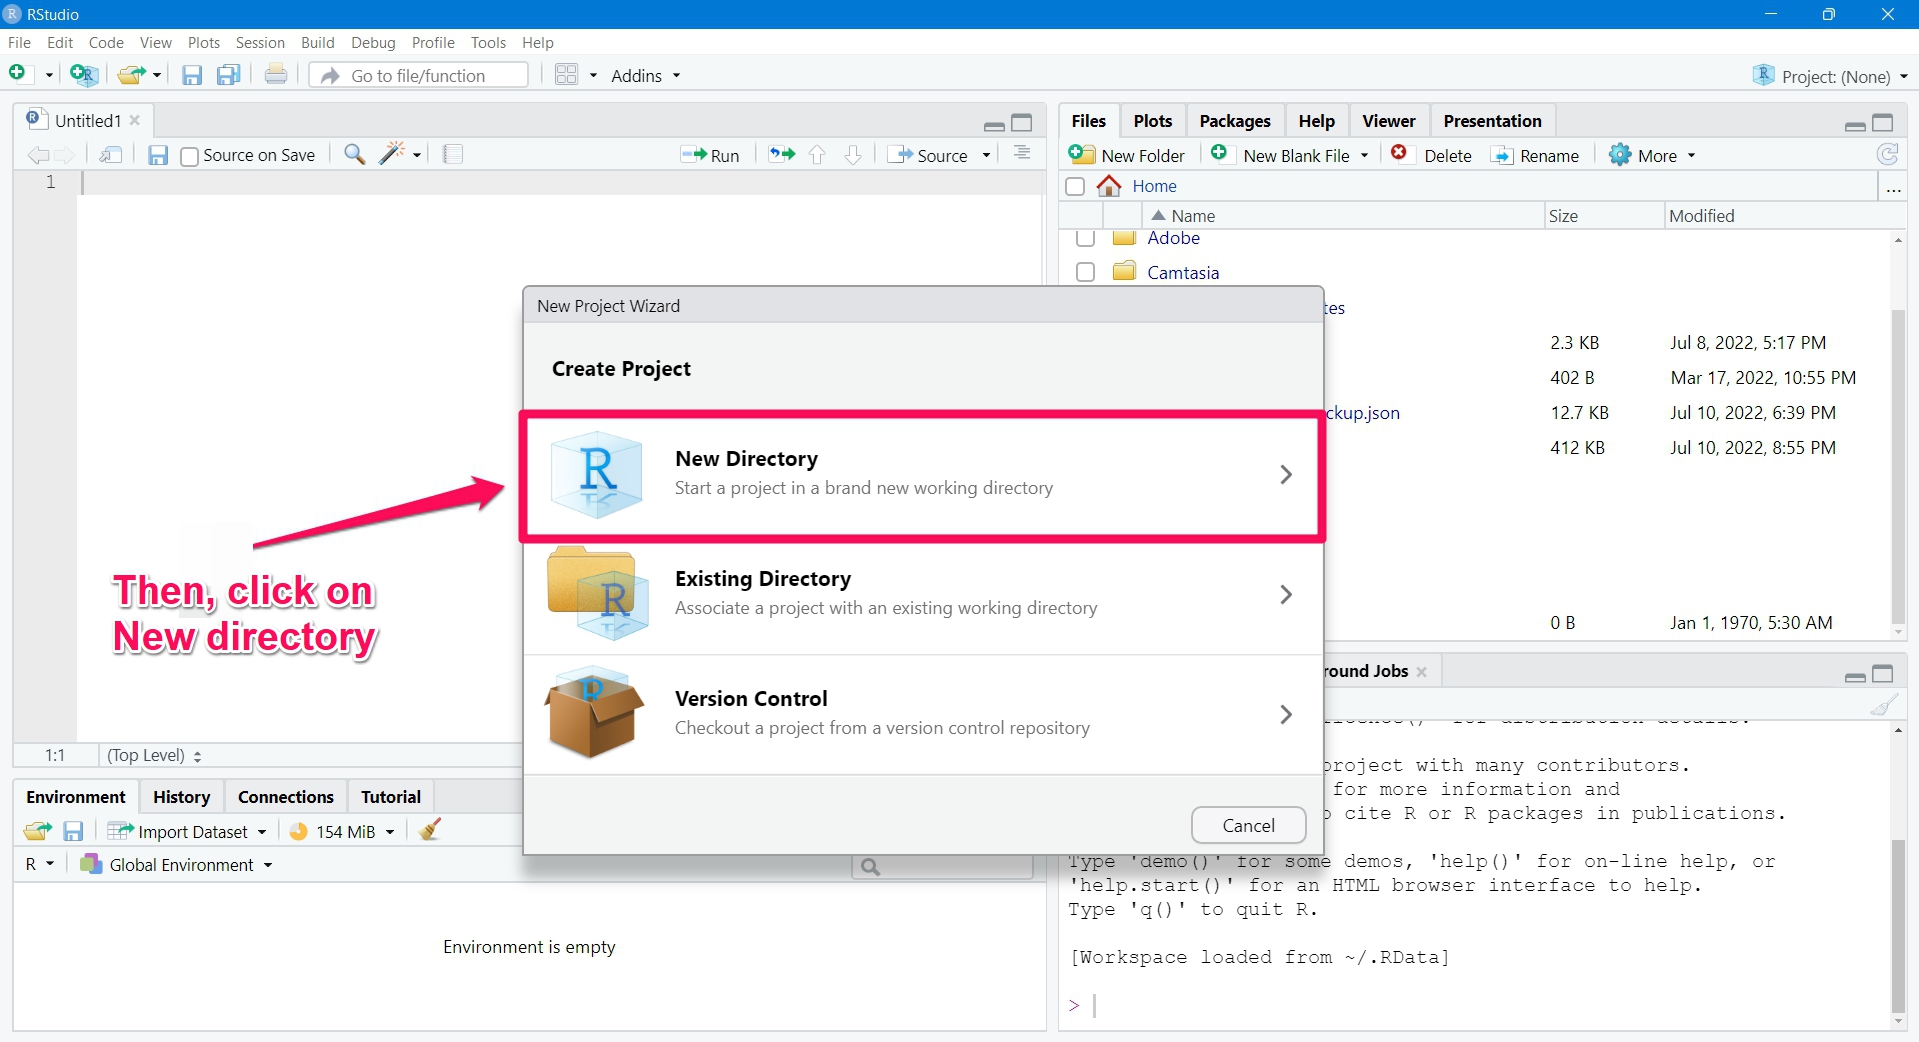 RStudio
File Edit Code View Plots Session Build Debug Profile Tools Help
Go to file/function Addins Project: (None)
Untitled1
Source on Save Run Source
1
1:1 (Top Level)
Files Plots Packages Help Viewer Presentation
New Folder New Blank File Delete Rename More
Home ...
Name Size Modified
Adobe
Camtasia
tes
2.3 KB Jul 8, 2022, 5:17 PM
402 B Mar 17, 2022, 10:55 PM
ckup.json 12.7 KB Jul 10, 2022, 6:39 PM
412 KB Jul 10, 2022, 8:55 PM
0 B Jan 1, 1970, 5:30 AM
New Project Wizard
Create Project
R
New Directory
Start a project in a brand new working directory
R
Existing Directory
Associate a project with an existing working directory
R
Version Control
Checkout a project from a version control repository
Cancel
Then, click on
New directory
Environment History Connections Tutorial
Import Dataset 154 MiB
R Global Environment
Environment is empty
round Jobs
for distribution details.
project with many contributors.
for more information and
cite R or R packages in publications.
Type 'demo()' for some demos, 'help()' for on-line help, or
'help.start()' for an HTML browser interface to help.
Type 'q()' to quit R.
[Workspace loaded from ~/.RData]
>